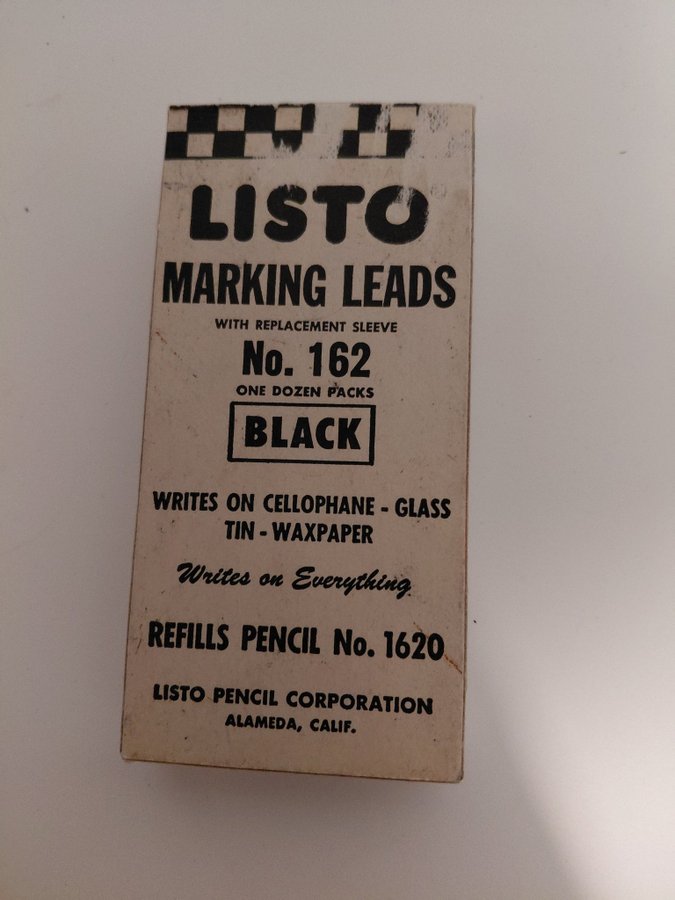 LISTO
MARKING LEADS
WITH REPLACEMENT SLEEVE
No. 162
ONE DOZEN PACKS
BLACK
WRITES ON CELLOPHANE - GLASS
TIN - WAXPAPER
Writes on Everything
REFILLS PENCIL No. 1620
LISTO PENCIL CORPORATION
ALAMEDA, CALIF.